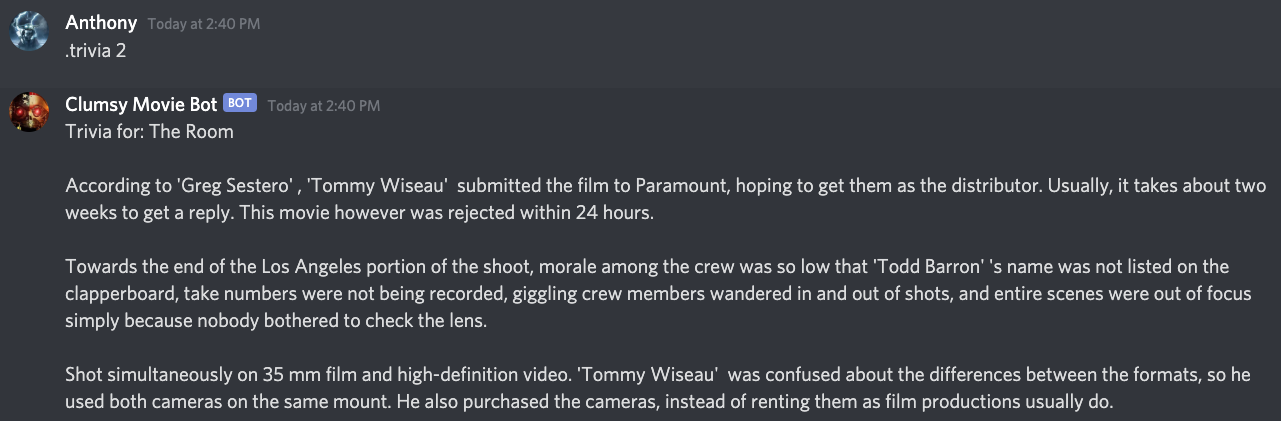 Anthony Today at 2:40 PM
.trivia 2
Clumsy Movie Bot BOT Today at 2:40 PM
Trivia for: The Room
According to 'Greg Sestero' , 'Tommy Wiseau'  submitted the film to Paramount, hoping to get them as the distributor. Usually, it takes about two
weeks to get a reply. This movie however was rejected within 24 hours.
Towards the end of the Los Angeles portion of the shoot, morale among the crew was so low that 'Todd Barron' 's name was not listed on the
clapperboard, take numbers were not being recorded, giggling crew members wandered in and out of shots, and entire scenes were out of focus
simply because nobody bothered to check the lens.
Shot simultaneously on 35 mm film and high-definition video. 'Tommy Wiseau'  was confused about the differences between the formats, so he
used both cameras on the same mount. He also purchased the cameras, instead of renting them as film productions usually do.